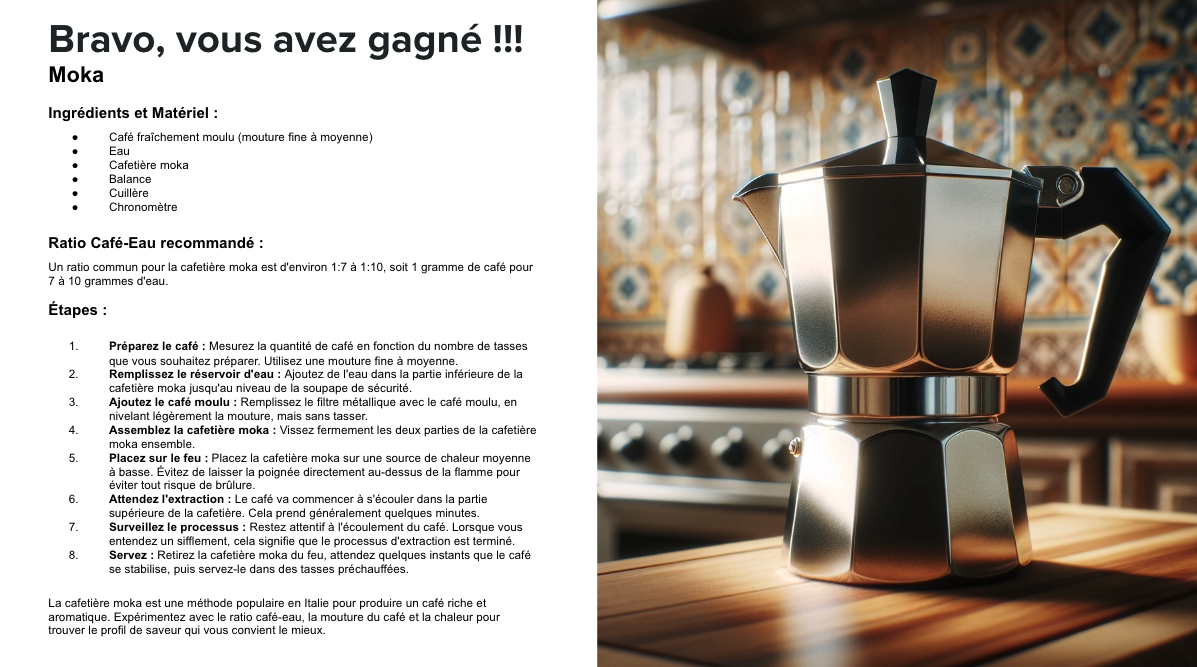 Bravo, vous avez gagné !!!
Moka
Ingrédients et Matériel :
● Café fraîchement moulu (mouture fine à moyenne)
● Eau
● Cafetière moka
● Balance
● Cuillère
● Chronomètre
Ratio Café-Eau recommandé :
Un ratio commun pour la cafetière moka est d'environ 1:7 à 1:10, soit 1 gramme de café pour
7 à 10 grammes d'eau.
Étapes :
1. Préparez le café : Mesurez la quantité de café en fonction du nombre de tasses
que vous souhaitez préparer. Utilisez une mouture fine à moyenne.
2. Remplissez le réservoir d'eau : Ajoutez de l'eau dans la partie inférieure de la
cafetière moka jusqu'au niveau de la soupape de sécurité.
3. Ajoutez le café moulu : Remplissez le filtre métallique avec le café moulu, en
nivelant légèrement la mouture, mais sans tasser.
4. Assemblez la cafetière moka : Vissez fermement les deux parties de la cafetière
moka ensemble.
5. Placez sur le feu : Placez la cafetière moka sur une source de chaleur moyenne
à basse. Évitez de laisser la poignée directement au-dessus de la flamme pour
éviter tout risque de brûlure.
6. Attendez l'extraction : Le café va commencer à s'écouler dans la partie
supérieure de la cafetière. Cela prend généralement quelques minutes.
7. Surveillez le processus : Restez attentif à l'écoulement du café. Lorsque vous
entendez un sifflement, cela signifie que le processus d'extraction est terminé.
8. Servez : Retirez la cafetière moka du feu, attendez quelques instants que le café
se stabilise, puis servez-le dans des tasses préchauffées.
La cafetière moka est une méthode populaire en Italie pour produire un café riche et
aromatique. Expérimentez avec le ratio café-eau, la mouture du café et la chaleur pour
trouver le profil de saveur qui vous convient le mieux.